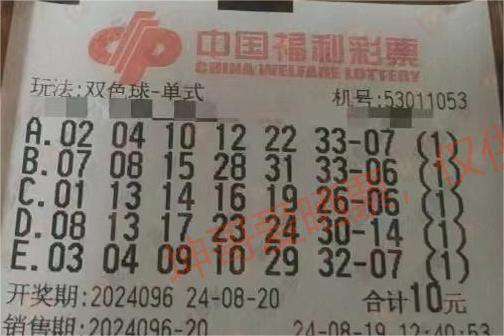 中国福利彩票
CHINA WELFARE LOTTERY
玩法:双色球-单式
机号:53011053
A.02 04 10 12 22 33-07 (1)
B.07 08 15 28 31 33-06 (1)
C.01 13 14 16 19 26-06 (1)
D.08 13 17 23 24 30-14 (1)
E.03 04 09 10 29 32-07 (1)
开奖期:2024096 24-08-20 合计10元
销售期:2024096 24-08-19 12:40:53